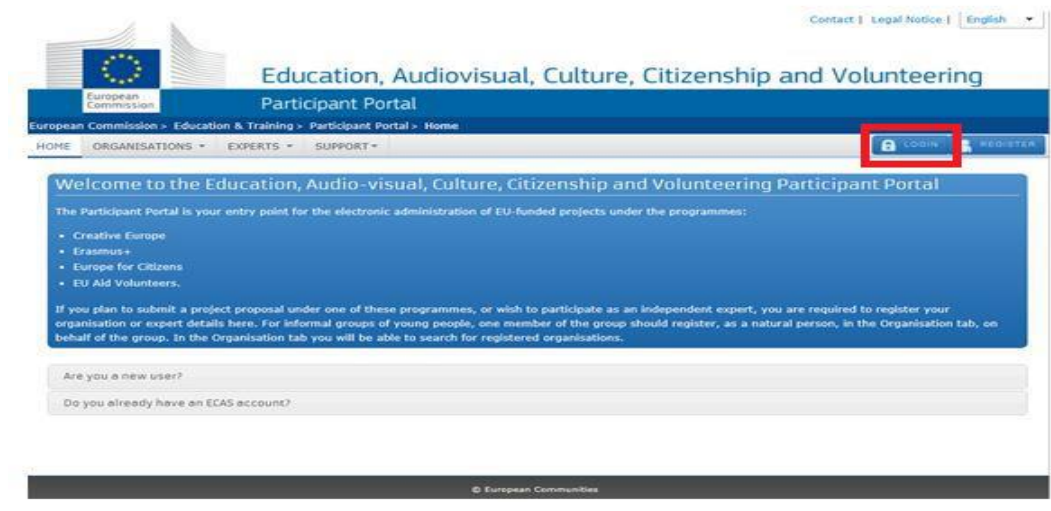 Contact | Legal Notice | English
European
Commission
Education, Audiovisual, Culture, Citizenship and Volunteering
Participant Portal
European Commission > Education & Training > Participant Portal > Home
HOME ORGANISATIONS EXPERTS SUPPORT LOGIN REGISTER
Welcome to the Education, Audio-visual, Culture, Citizenship and Volunteering Participant Portal
The Participant Portal is your entry point for the electronic administration of EU-funded projects under the programmes:
• Creative Europe
• Erasmus+
• Europe for Citizens
• EU Aid Volunteers.
If you plan to submit a project proposal under one of these programmes, or wish to participate as an independent expert, you are required to register your
organisation or expert details here. For informal groups of young people, one member of the group should register, as a natural person, in the Organisation tab, on
behalf of the group. In the Organisation tab you will be able to search for registered organisations.
Are you a new user?
Do you already have an ECAS account?
© European Communities